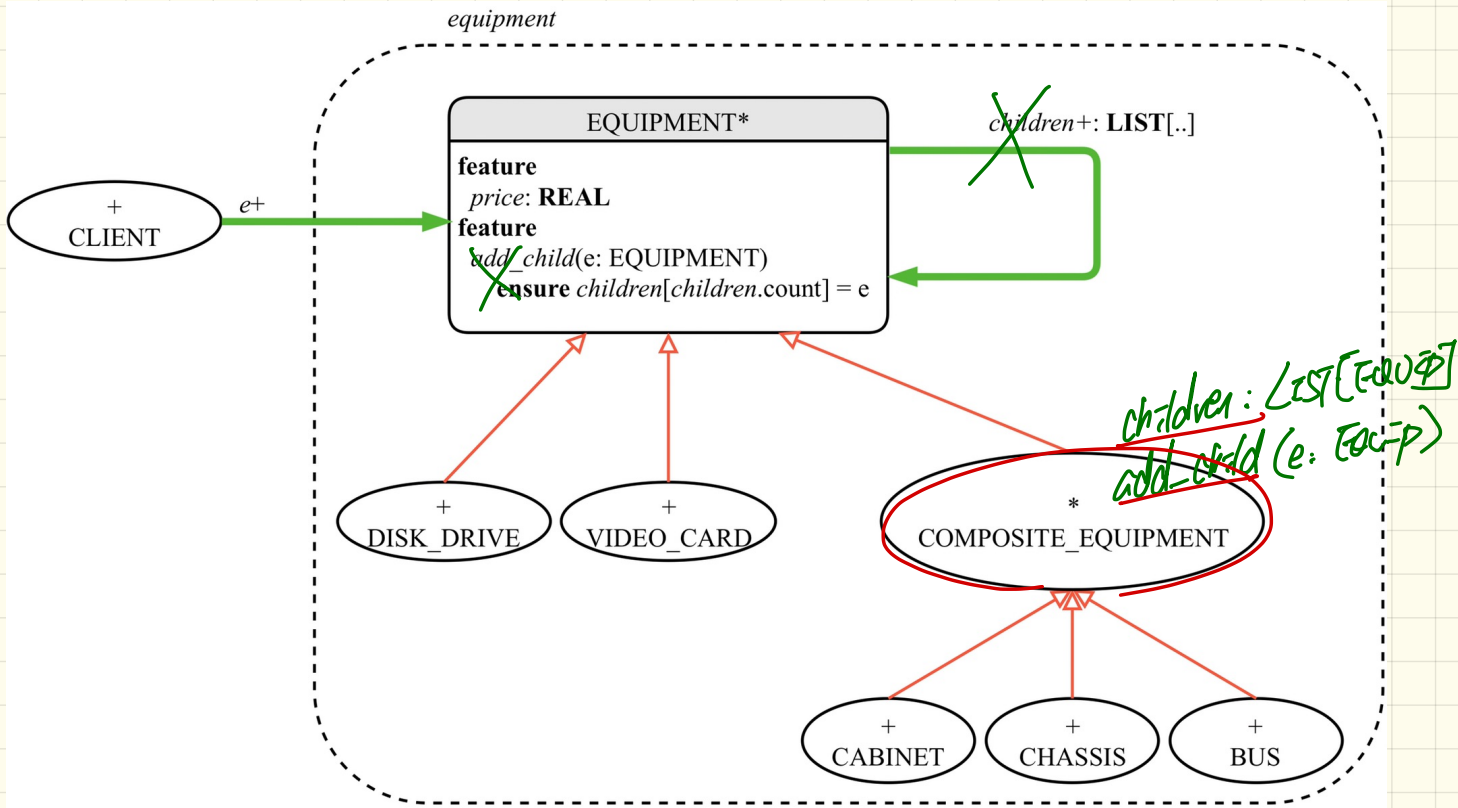 equipment
EQUIPMENT*
children+: LIST[..]
feature
price: REAL
feature
add_child(e: EQUIPMENT)
ensure children[children.count] = e
+
CLIENT
e+
children: LIST[EQUIP]
add_child (e: EQUIP)
+
DISK_DRIVE
+
VIDEO_CARD
*
COMPOSITE_EQUIPMENT
+
CABINET
+
CHASSIS
+
BUS